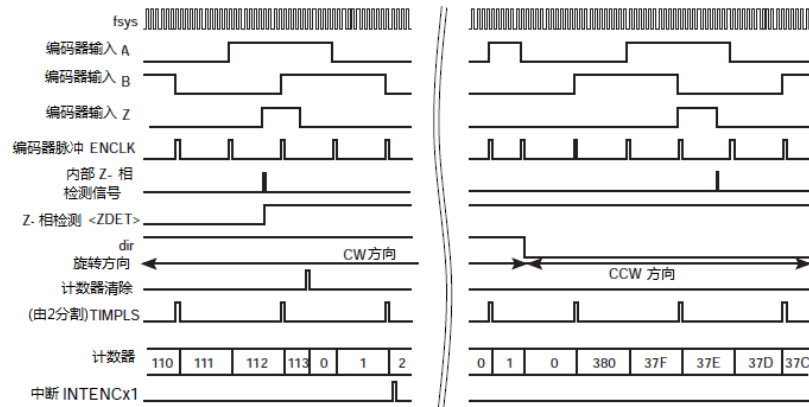 fsys
编码器输入 A
编码器输入 B
编码器输入 Z
编码器脉冲 ENCLK
内部 Z- 相
检测信号
Z- 相检测 <ZDET>
dir
旋转方向
CW 方向
CCW 方向
计数器清除
(由2分割)TIMPLS
计数器 110 111 112 113 0 1 2 0 1 0 380 37F 37E 37D 37C
中断 INTENCx1